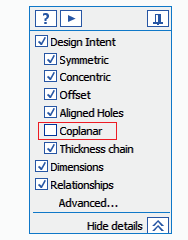 ?
Design Intent
Symmetric
Concentric
Offset
Aligned Holes
Coplanar
Thickness chain
Dimensions
Relationships
Advanced...
Hide details